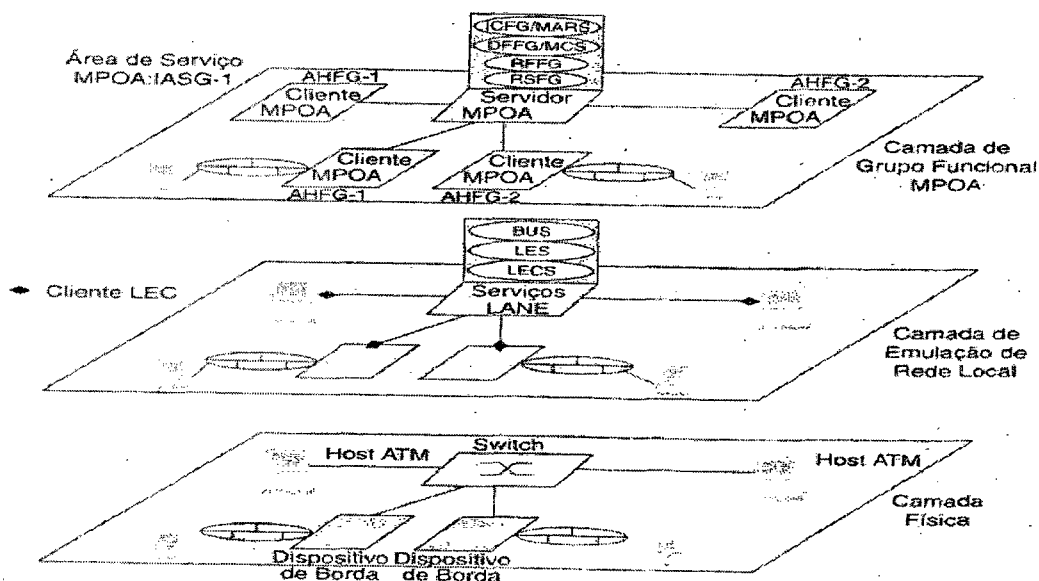 ICFG/MARS
DFFG/MCS
RFFG
RSFG
Área de Serviço
MPOA:IASG-1
AHFG-1
Cliente
MPOA
Servidor
MPOA
AHFG-2
Cliente
MPOA
Cliente
MPOA
AHFG-1
Cliente
MPOA
AHFG-2
Camada de
Grupo Funcional
MPOA
BUS
LES
LECS
Cliente LEC
Serviços
LANE
Camada de
Emulação de
Rede Local
Switch
Host ATM
Host ATM
Camada
Física
Dispositivo
de Borda
Dispositivo
de Borda